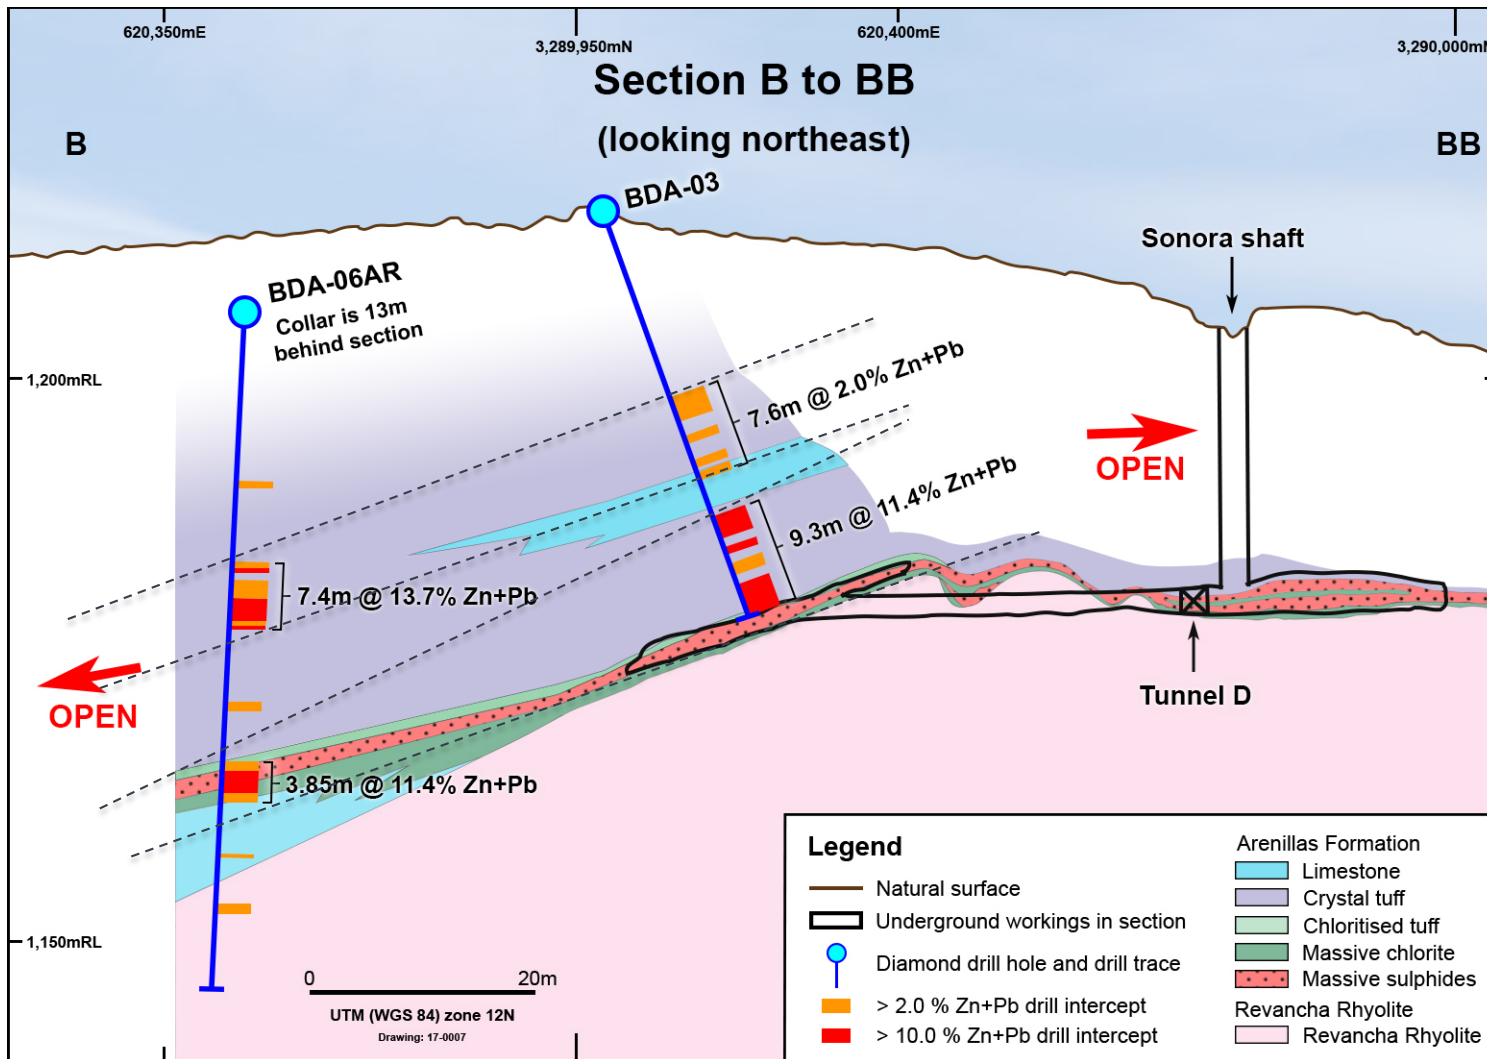 620,350mE
3,289,950mN
620,400mE
3,290,000mN
Section B to BB
(looking northeast)
B
BB
BDA-03
Sonora shaft
BDA-06AR
Collar is 13m
behind section
1,200mRL
7.6m @ 2.0% Zn+Pb
OPEN
9.3m @ 11.4% Zn+Pb
7.4m @ 13.7% Zn+Pb
OPEN
Tunnel D
3.85m @ 11.4% Zn+Pb
1,150mRL
0 20m
UTM (WGS 84) zone 12N
Drawing: 17-0007
Legend
Natural surface
Underground workings in section
Diamond drill hole and drill trace
> 2.0 % Zn+Pb drill intercept
> 10.0 % Zn+Pb drill intercept
Arenillas Formation
Limestone
Crystal tuff
Chloritised tuff
Massive chlorite
Massive sulphides
Revancha Rhyolite
Revancha Rhyolite